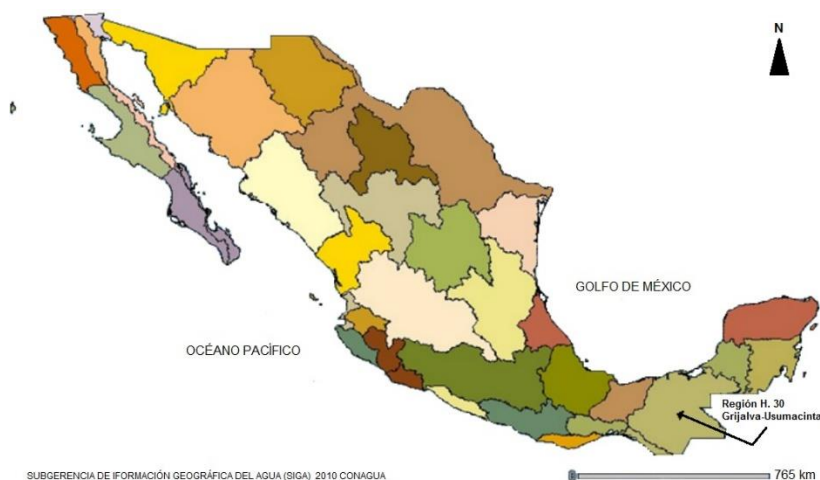 N
GOLFO DE MÉXICO
OCÉANO PACÍFICO
Región H. 30
Grijalva-Usumacinta
SUBGERENCIA DE IFORMACIÓN GEOGRÁFICA DEL AGUA (SIGA) 2010 CONAGUA
765 km